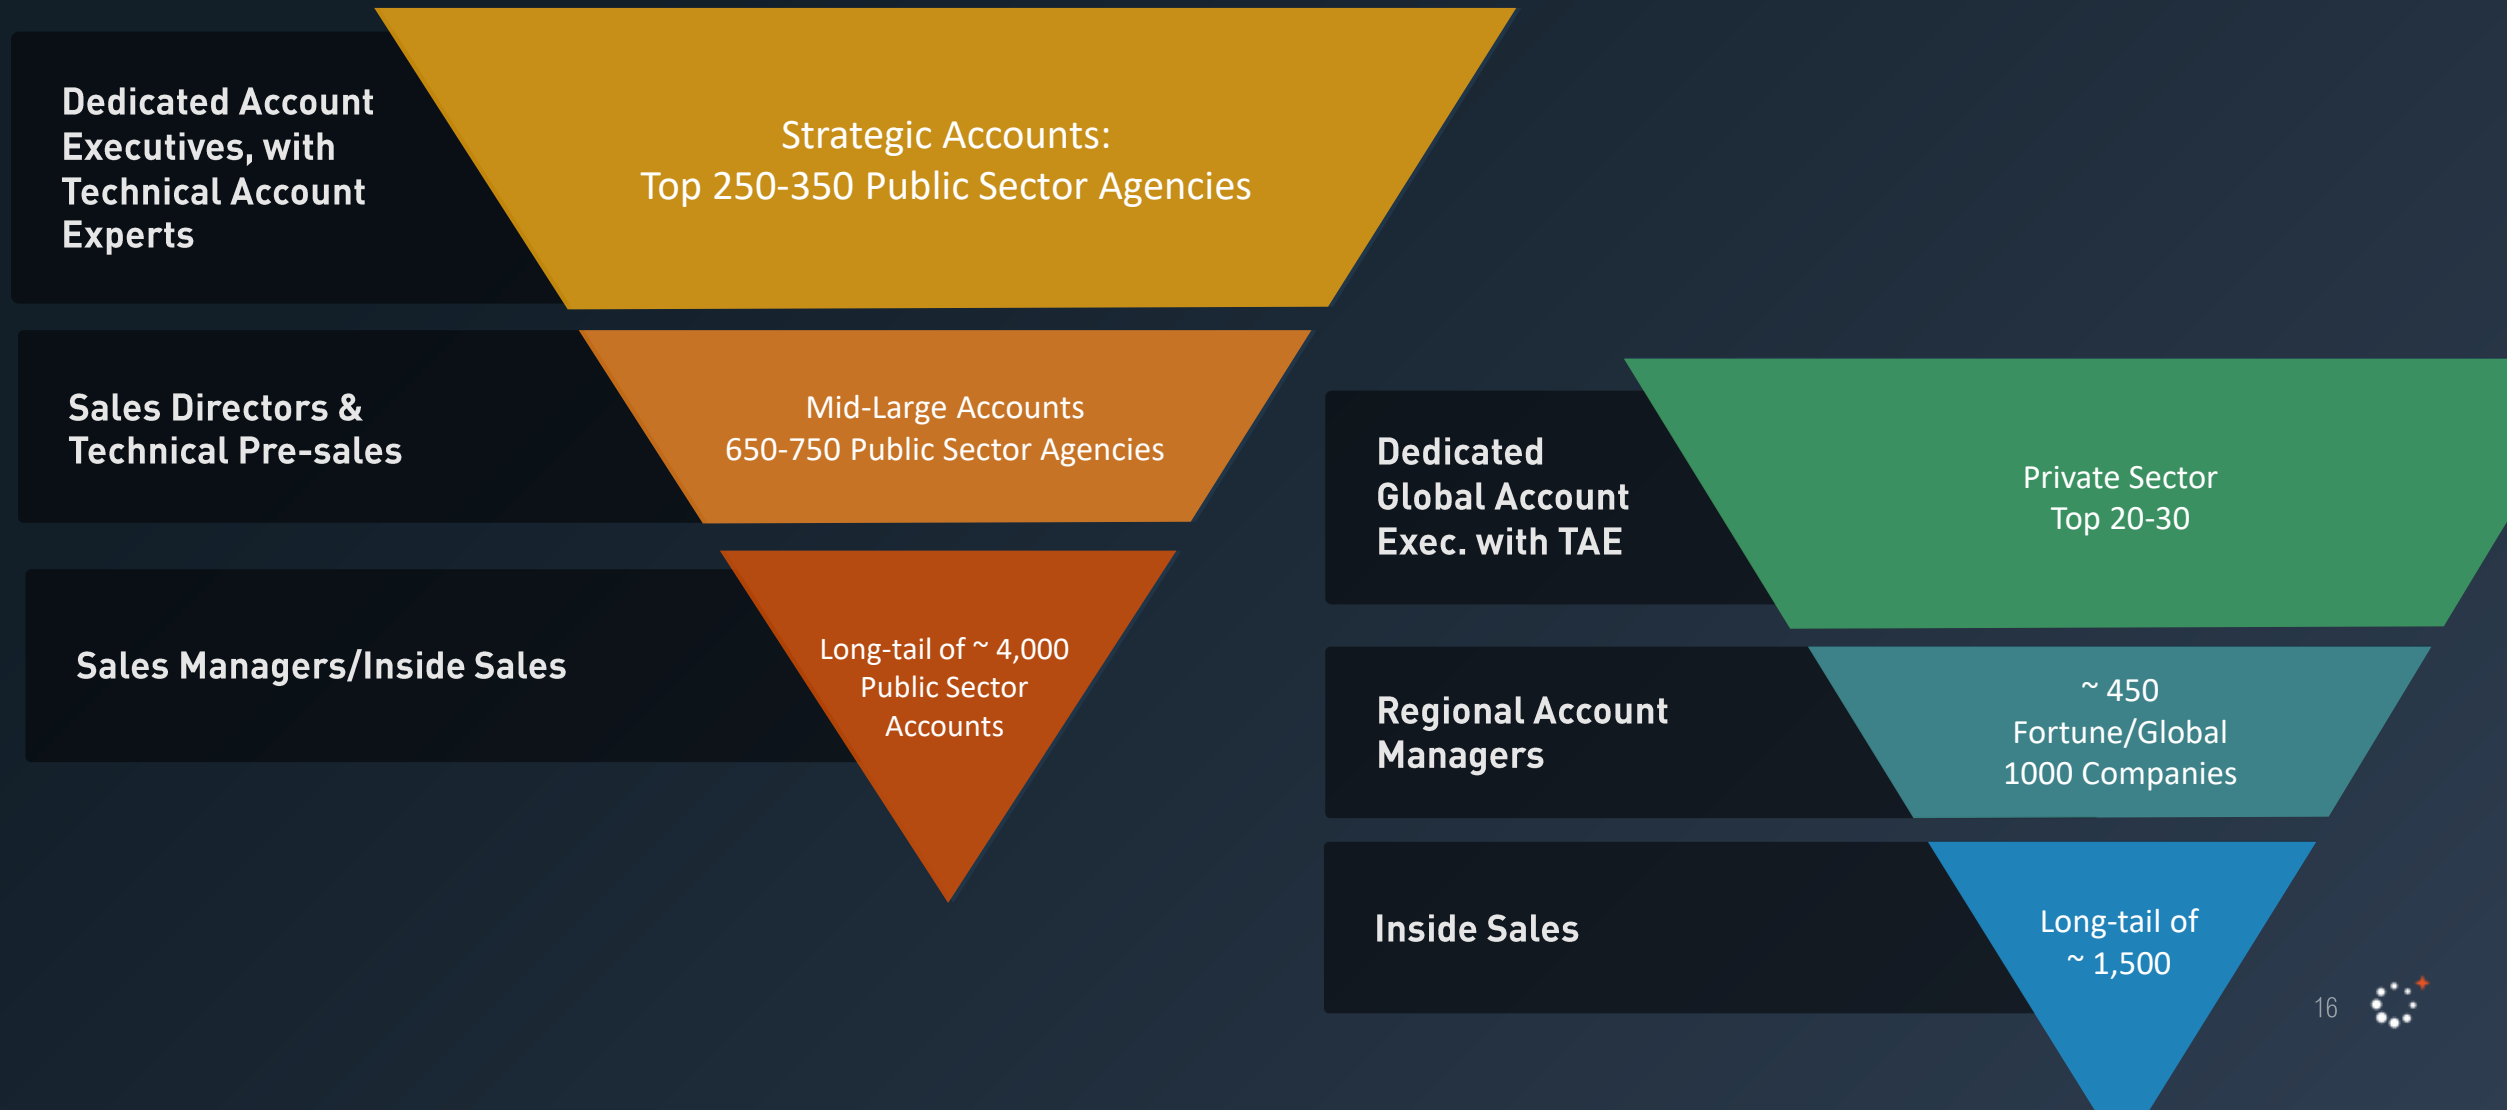 Dedicated Account
Executives, with
Technical Account
Experts
Strategic Accounts:
Top 250-350 Public Sector Agencies
Sales Directors &
Technical Pre-sales
Mid-Large Accounts
650-750 Public Sector Agencies
Sales Managers/Inside Sales
Long-tail of ~ 4,000
Public Sector
Accounts
Dedicated
Global Account
Exec. with TAE
Private Sector
Top 20-30
Regional Account
Managers
~ 450
Fortune/Global
1000 Companies
Inside Sales
Long-tail of
~ 1,500
16